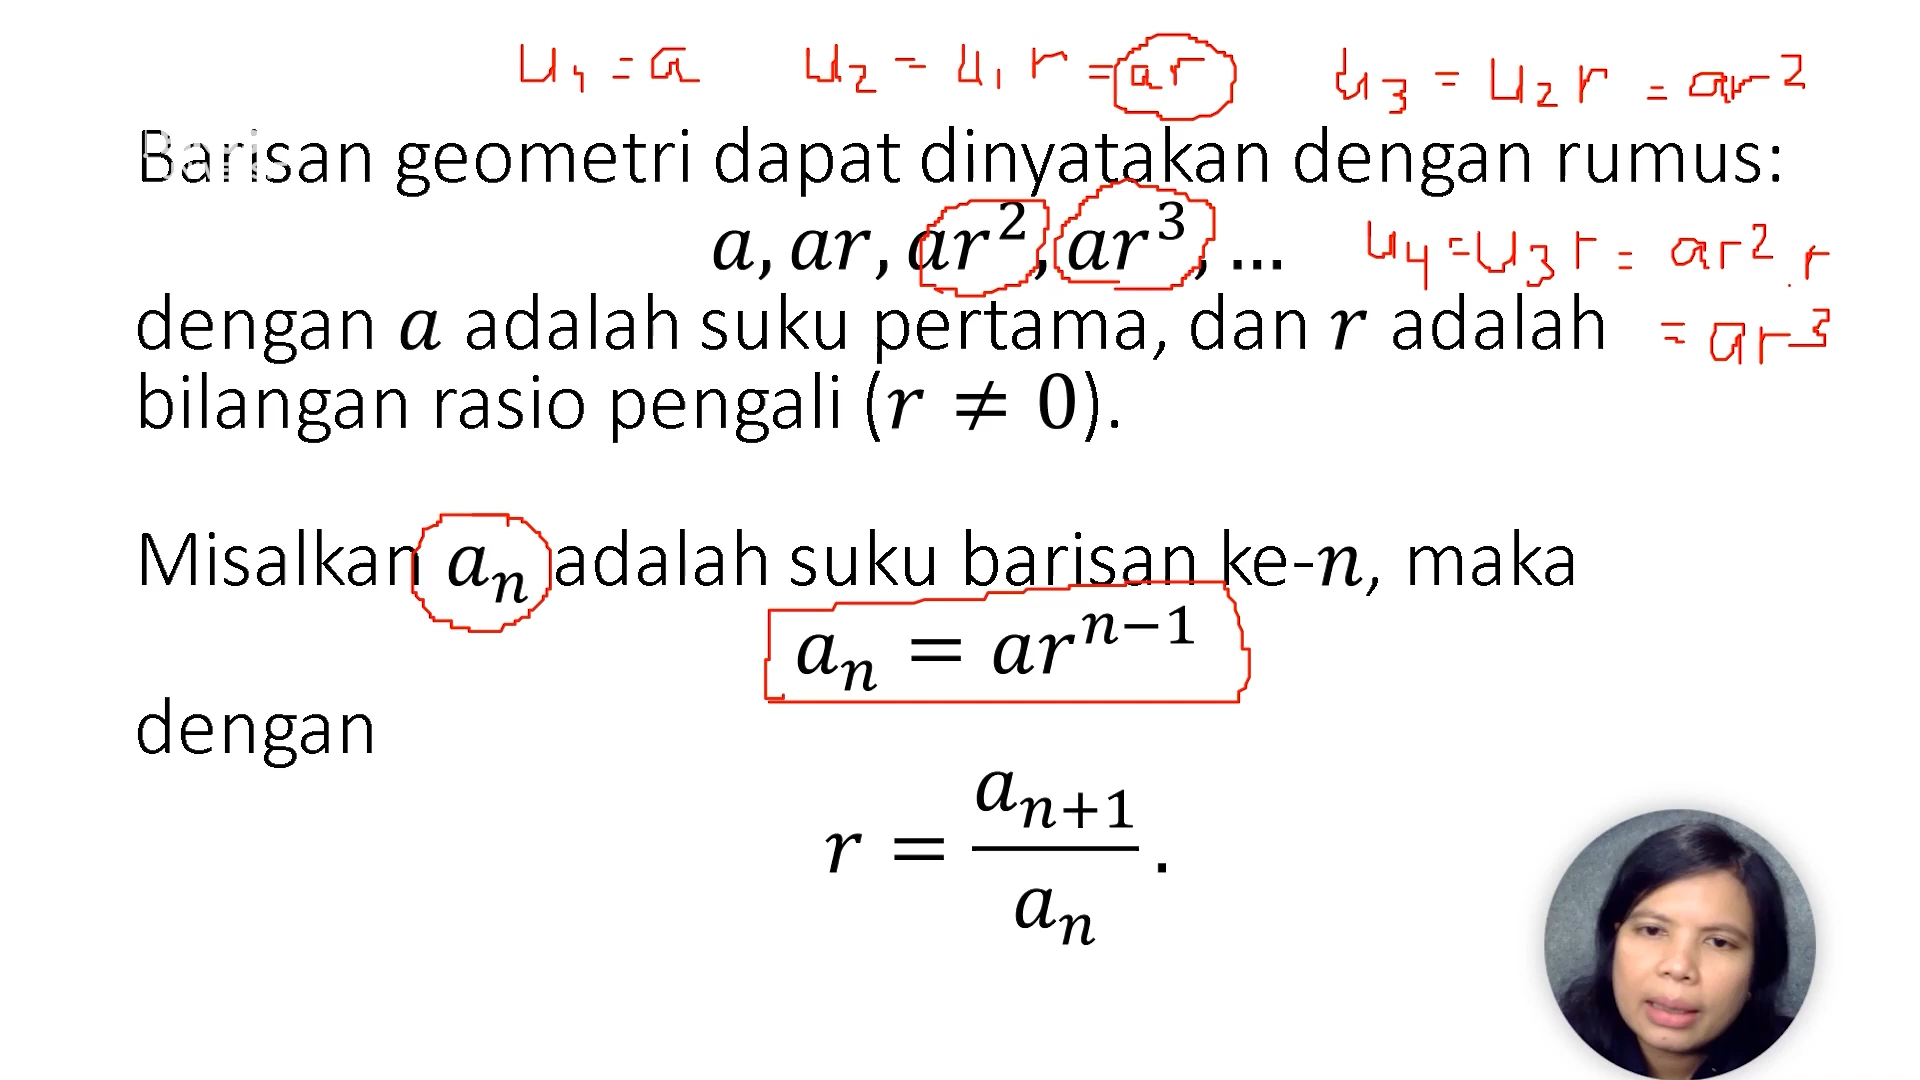 u₁ = a u₂ = u₁ r = ar u₃ = u₂ r = ar²
Barisan geometri dapat dinyatakan dengan rumus:
a, ar, ar², ar³, … u₄ = u₃ r = ar² . r
dengan a adalah suku pertama, dan r adalah = ar³
bilangan rasio pengali (r ≠ 0).
Misalkan aₙ adalah suku barisan ke-n, maka
aₙ = arⁿ⁻¹
dengan
r = aₙ₊₁ / aₙ .